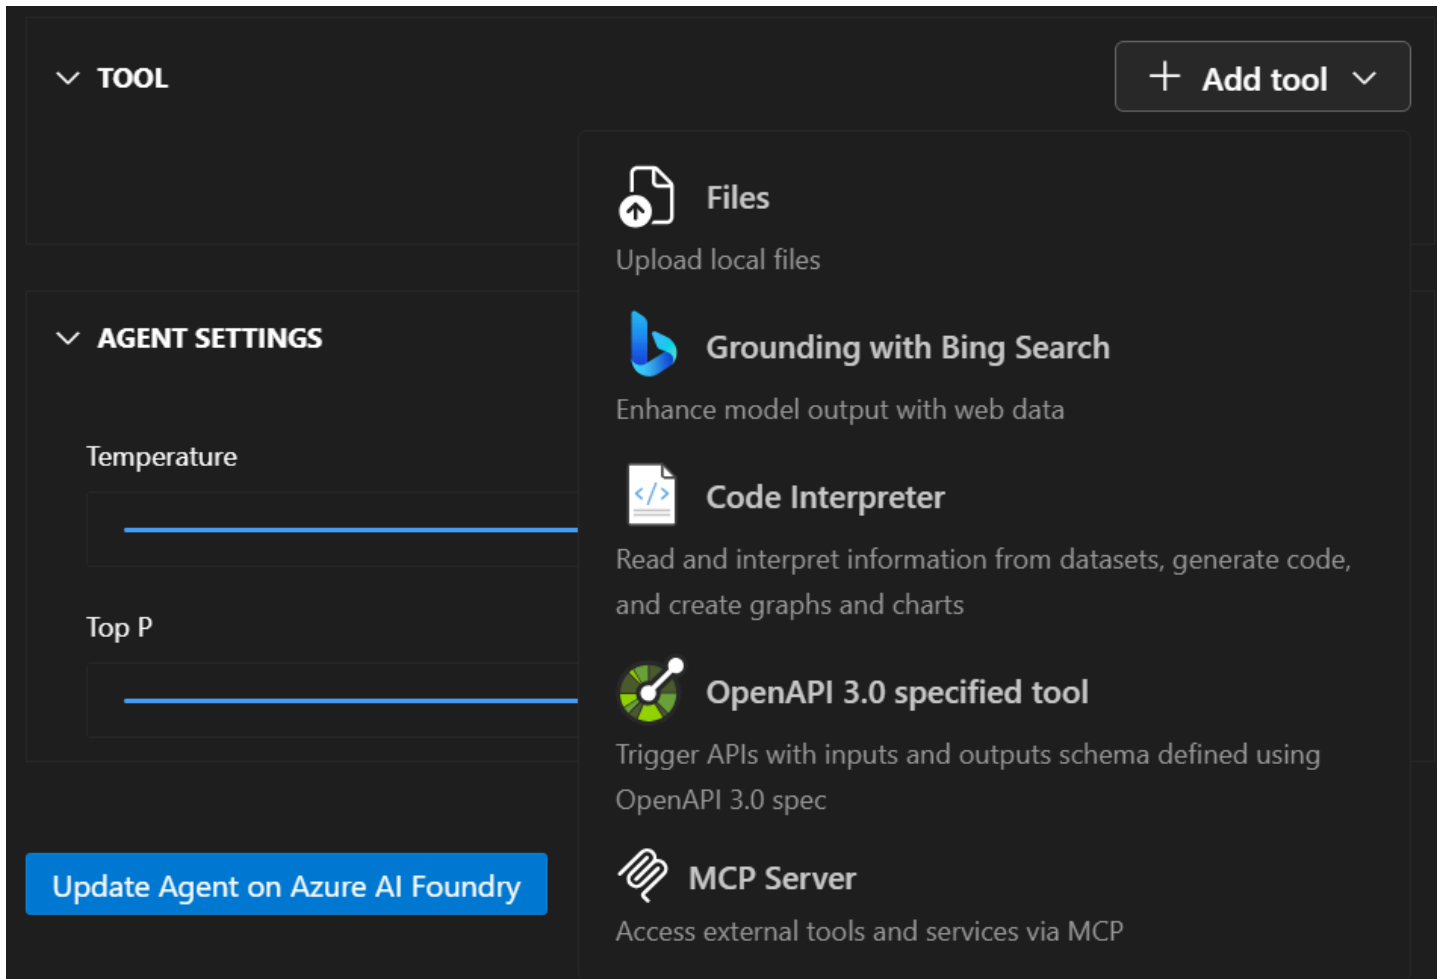 TOOL
Add tool
Files
Upload local files
Grounding with Bing Search
Enhance model output with web data
Code Interpreter
Read and interpret information from datasets, generate code,
and create graphs and charts
OpenAPI 3.0 specified tool
Trigger APIs with inputs and outputs schema defined using
OpenAPI 3.0 spec
MCP Server
Access external tools and services via MCP
AGENT SETTINGS
Temperature
Top P
Update Agent on Azure AI Foundry